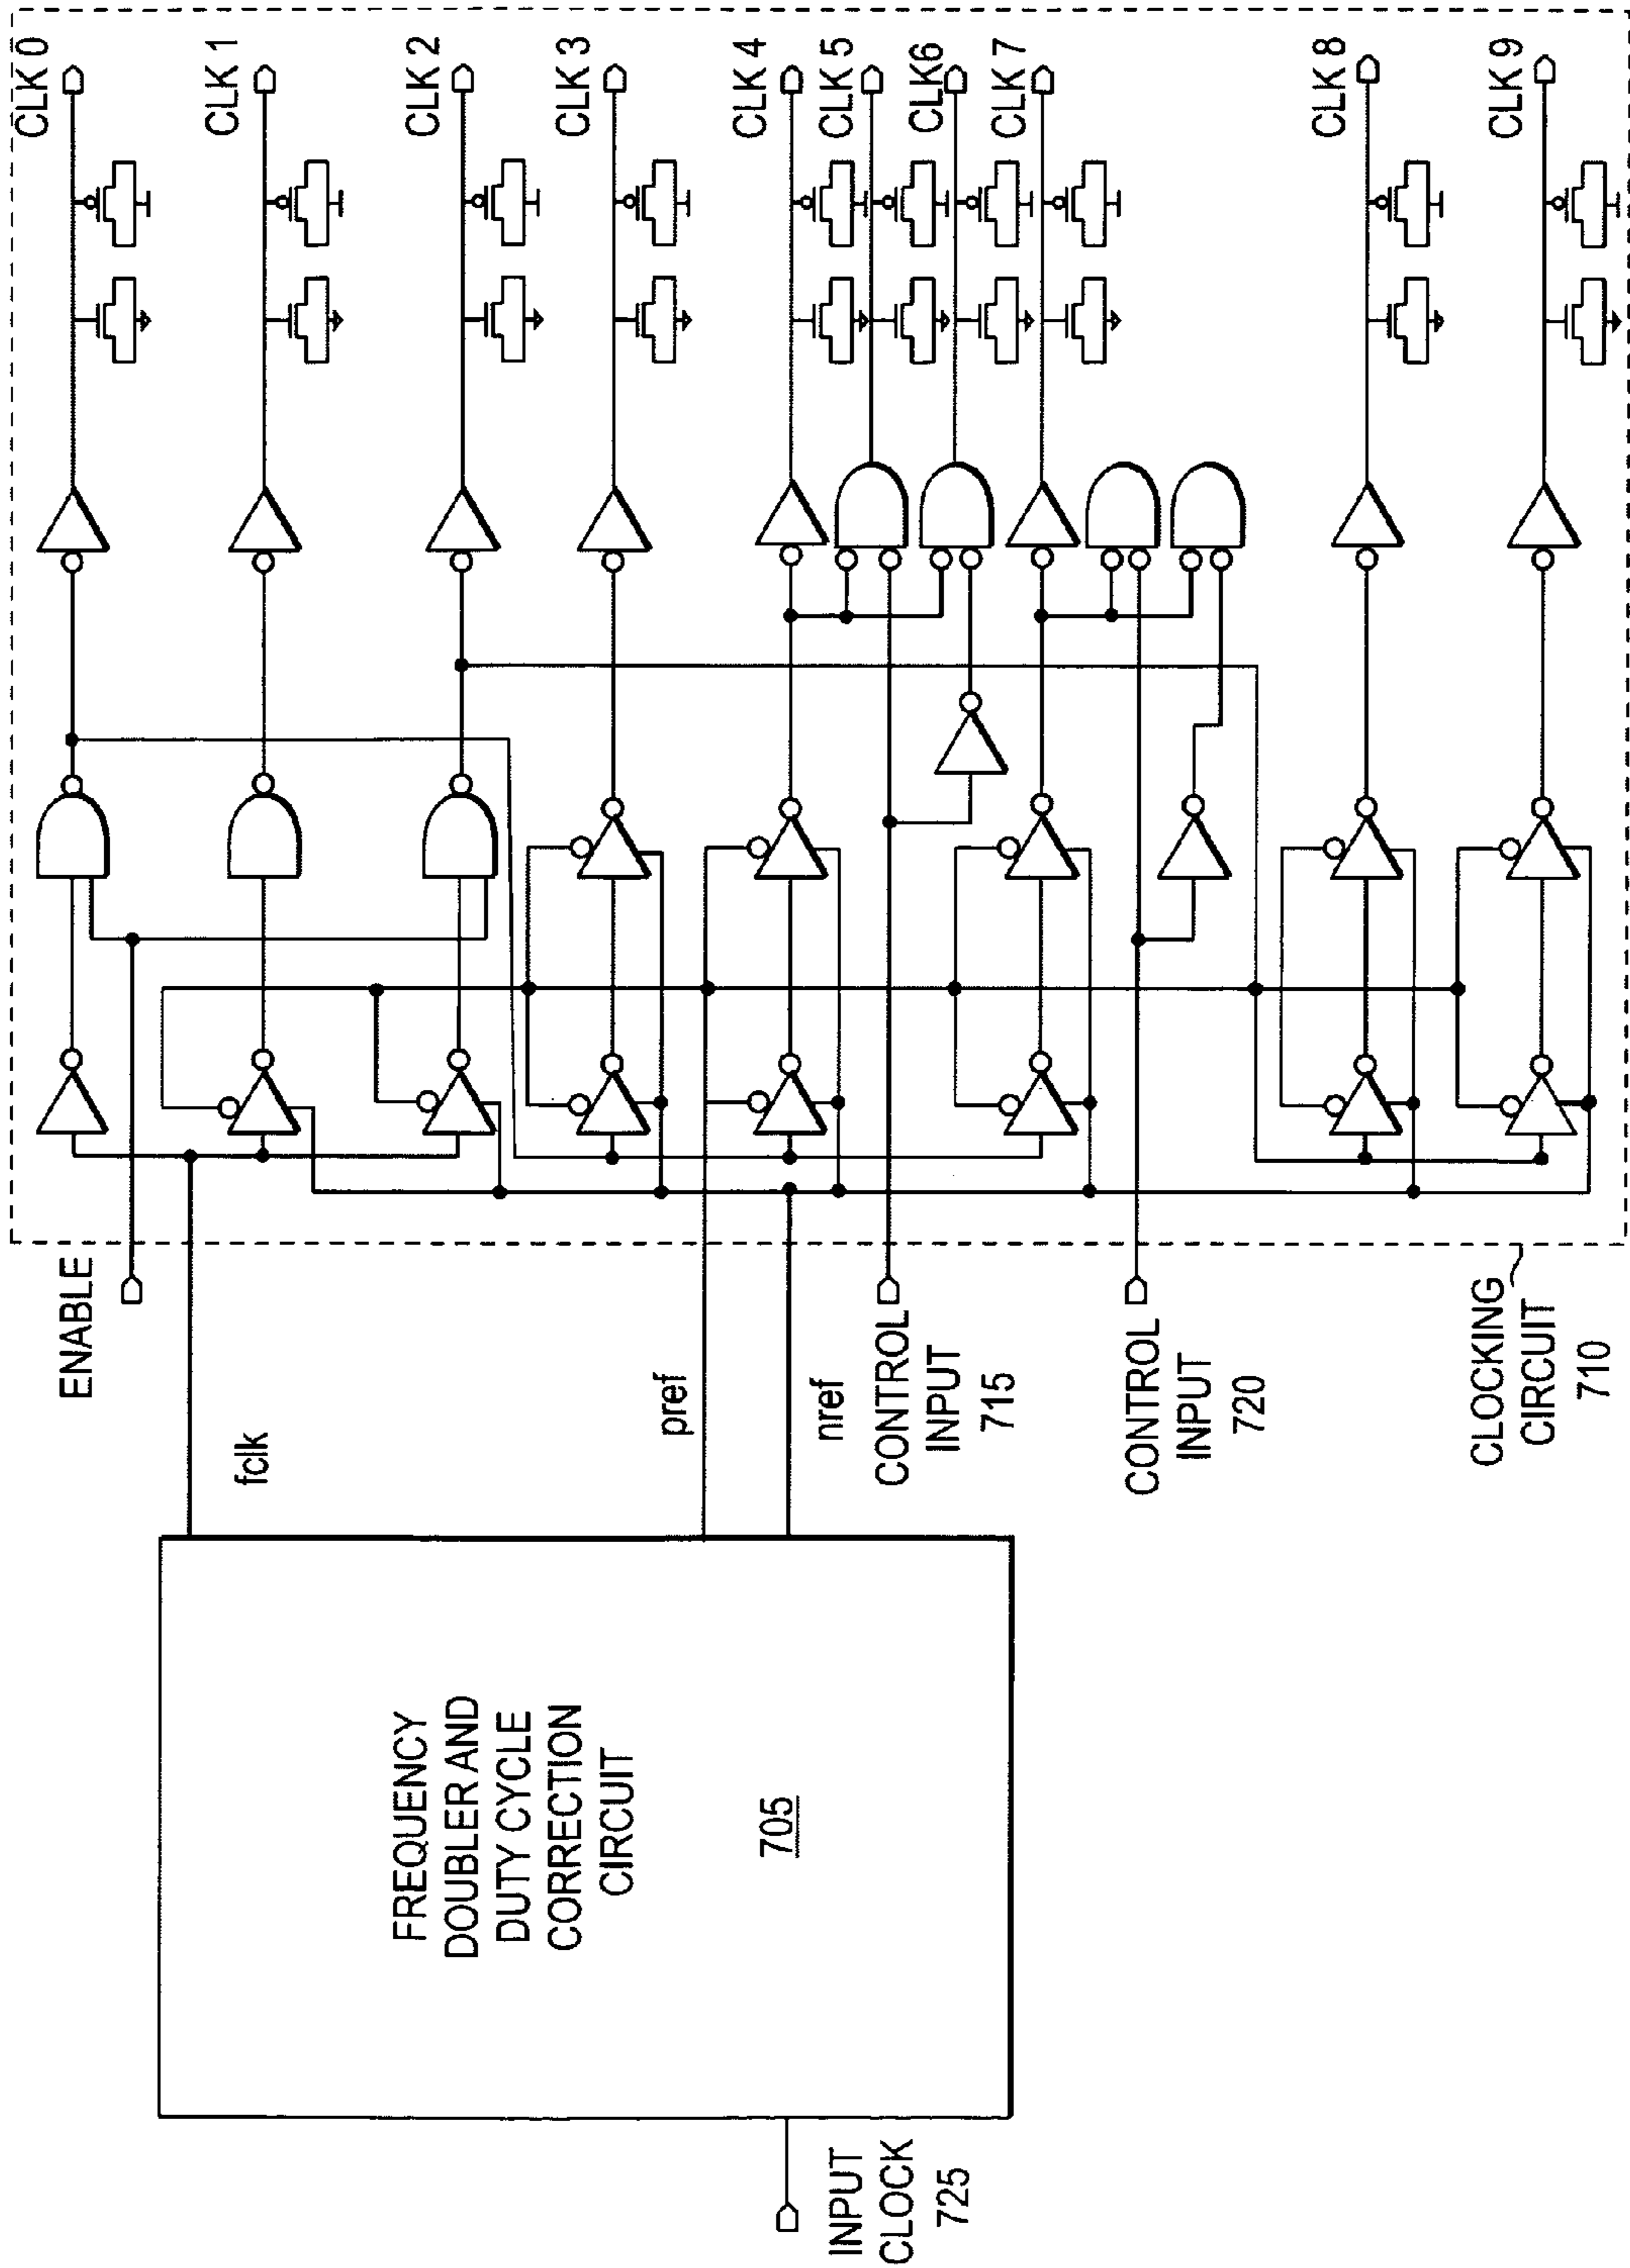 CLK 0
CLK 1
CLK 2
CLK 3
CLK 4
CLK 5
CLK6
CLK 7
CLK 8
CLK 9
ENABLE
fclk
pref
nref
CONTROL
INPUT
715
CONTROL
INPUT
720
CLOCKING
CIRCUIT
710
FREQUENCY
DOUBLER AND
DUTY CYCLE
CORRECTION
CIRCUIT
705
INPUT
CLOCK
725